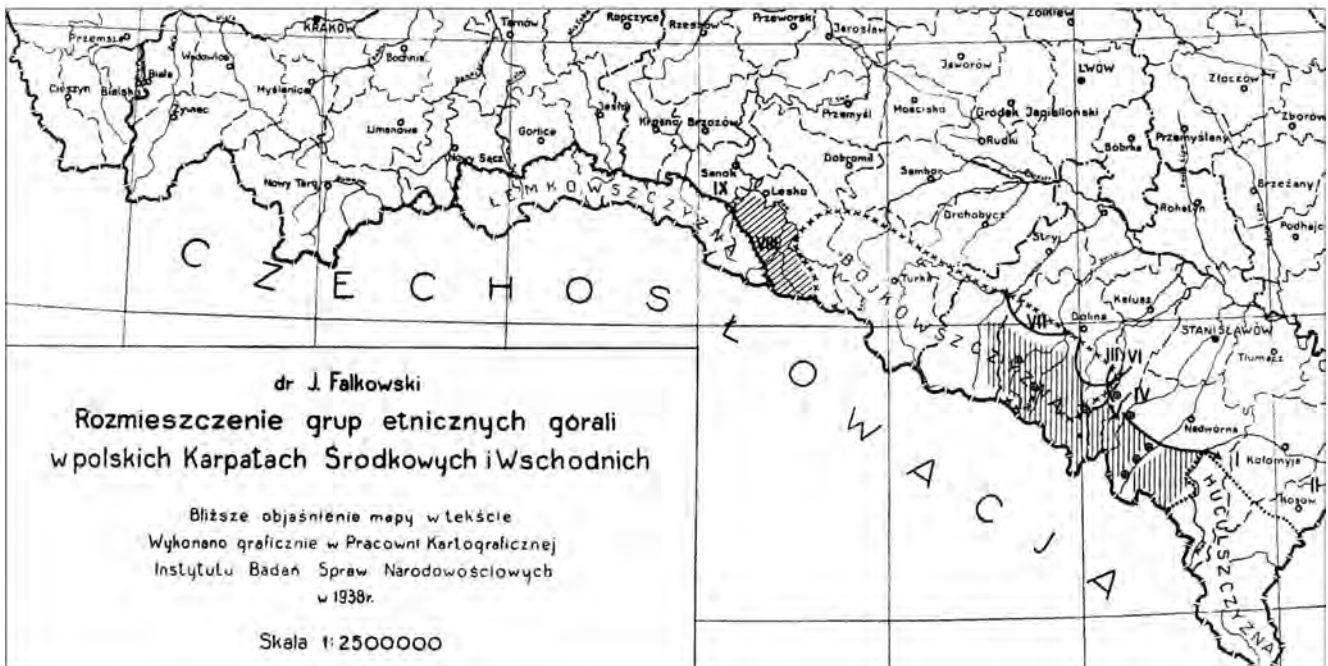 Przemsza
KRAKÓW
Tarnów
Ropczyce
Rzeszów
Przeworsk
Jarosław
Żółkiew
Biała
Wadowice
Bochnia
Jaworów
LWÓW
Złoczów
Cieszyn
Bielsko
Żywiec
Myślenice
Limanowa
Gorlice
Jasło
Krosno
Brzozów
Przemyśl
Mościska
Gródek Jagielloński
Rudki
Bóbrka
Przemyślany
Zborów
Nowy Sącz
Nowy Targ
Sanok
IX
Lesko
Dobromil
Sambor
Drohobycz
Stryj
Rohatyn
Brzeżany
Podhajce
ŁEMKOWSZCZYZNA
VIII
BOJKOWSZCZYZNA
Turka
Kałusz
Dolina
VII
STANISŁAWÓW
Tłumacz
III
VI
V
IV
Nadwórna
I
Kołomyja
II
Kosów
HUCULSZCZYZNA
CZECHOSŁOWACJA
dr J. Falkowski
Rozmieszczenie grup etnicznych górali
w polskich Karpatach Środkowych i Wschodnich
Bliższe objaśnienie mapy w tekście
Wykonano graficznie w Pracowni Kartograficznej
Instytutu Badań Spraw Narodowościowych
w 1938r.
Skala 1:2500000